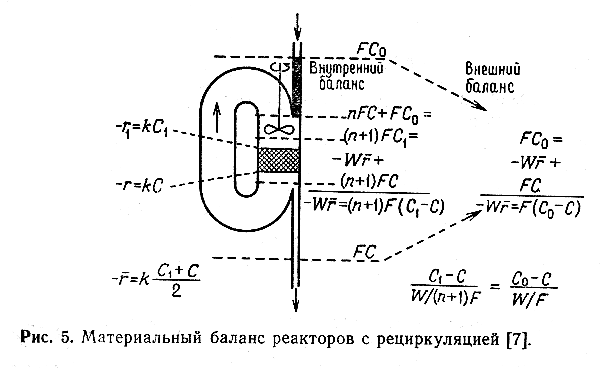 FC₀
Внутренний баланс
Внешний баланс
nFC + FC₀ =
-r₁ = kC₁
(n+1)FC₁ =
FC₀ =
-Wr̄ +
-Wr̄ +
-r = kC
(n+1)FC
FC
-Wr̄ = (n+1)F(C₁-C)
-Wr̄ = F(C₀-C)
FC
-r̄ = k (C₁ + C)/2
(C₁ - C)/(W/(n+1)F) = (C₀ - C)/(W/F)
Рис. 5. Материальный баланс реакторов с рециркуляцией [7].